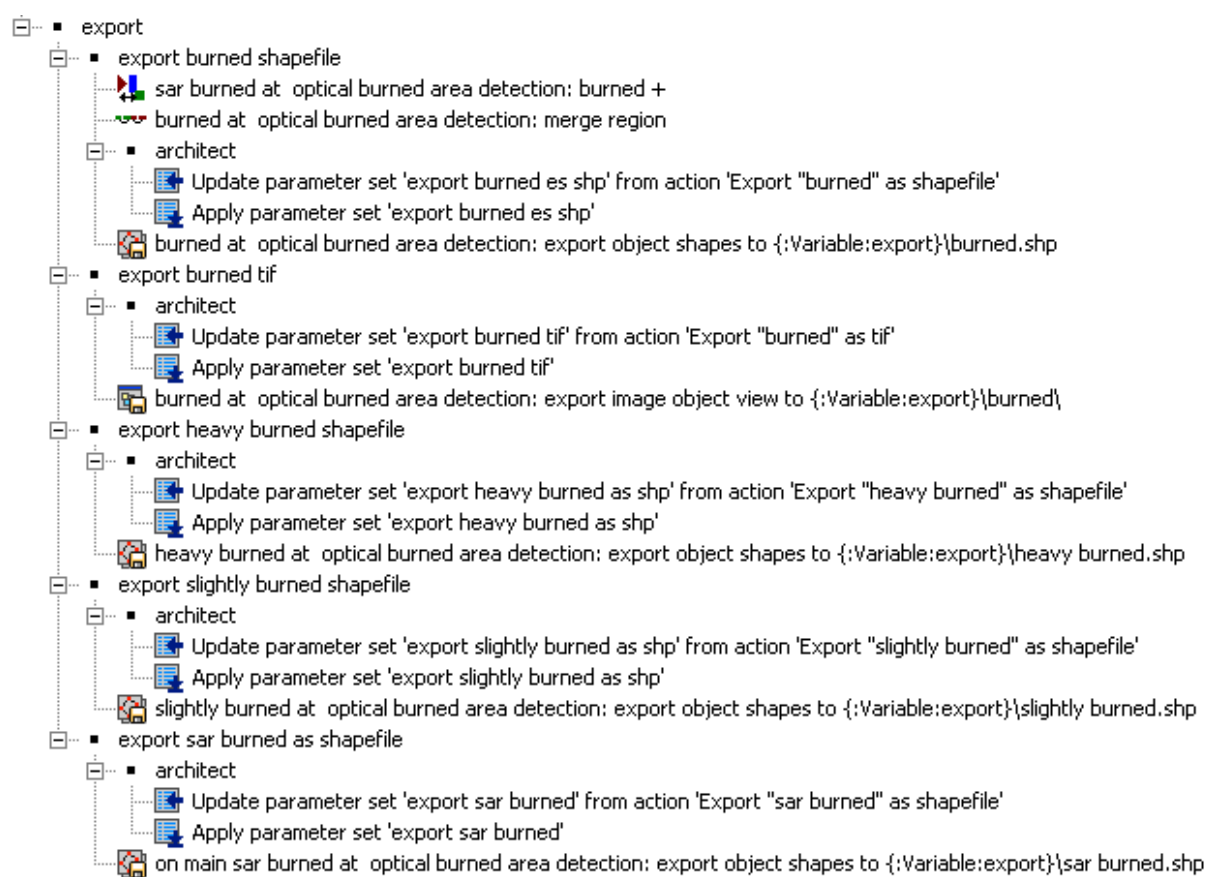 export
export burned shapefile
sar burned at  optical burned area detection: burned +
burned at  optical burned area detection: merge region
architect
Update parameter set 'export burned es shp' from action 'Export "burned" as shapefile'
Apply parameter set 'export burned es shp'
burned at  optical burned area detection: export object shapes to {:Variable:export}\burned.shp
export burned tif
architect
Update parameter set 'export burned tif' from action 'Export "burned" as tif'
Apply parameter set 'export burned tif'
burned at  optical burned area detection: export image object view to {:Variable:export}\burned\
export heavy burned shapefile
architect
Update parameter set 'export heavy burned as shp' from action 'Export "heavy burned" as shapefile'
Apply parameter set 'export heavy burned as shp'
heavy burned at  optical burned area detection: export object shapes to {:Variable:export}\heavy burned.shp
export slightly burned shapefile
architect
Update parameter set 'export slightly burned as shp' from action 'Export "slightly burned" as shapefile'
Apply parameter set 'export slightly burned as shp'
slightly burned at  optical burned area detection: export object shapes to {:Variable:export}\slightly burned.shp
export sar burned as shapefile
architect
Update parameter set 'export sar burned' from action 'Export "sar burned" as shapefile'
Apply parameter set 'export sar burned'
on main sar burned at  optical burned area detection: export object shapes to {:Variable:export}\sar burned.shp